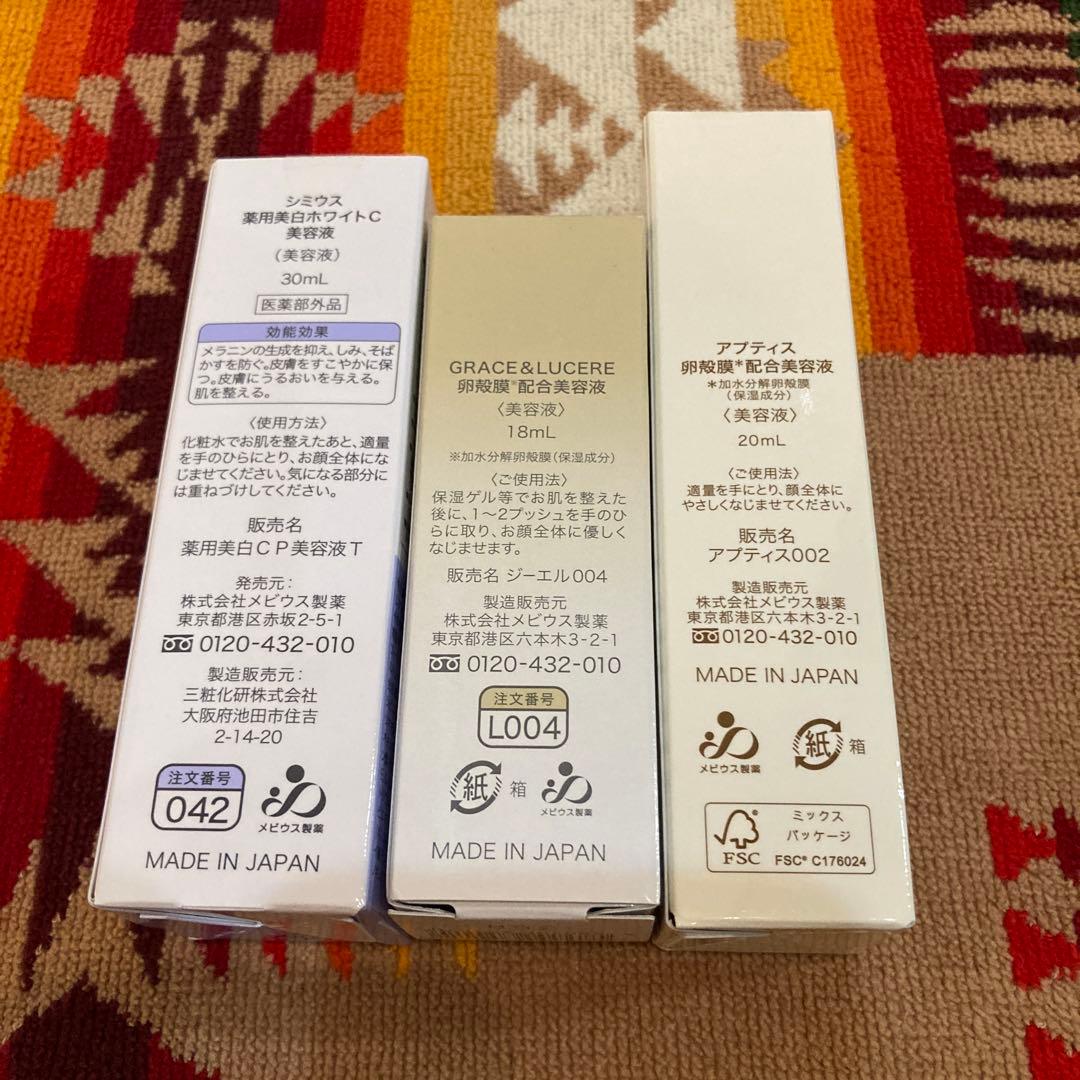 シミウス
薬用美白ホワイトC
美容液
(美容液)
30mL
医薬部外品
効能効果
メラニンの生成を抑え、しみ、そば
かすを防ぐ。皮膚をすこやかに保
つ。皮膚にうるおいを与える。
肌を整える。
〈使用方法〉
化粧水でお肌を整えたあと、適量
を手のひらにとり、お顔全体にな
じませてください。気になる部分に
は重ねづけしてください。
販売名
薬用美白CP美容液T
発売元:
株式会社メビウス製薬
東京都港区赤坂2-5-1
0120-432-010
製造販売元:
三粧化研株式会社
大阪府池田市住吉
2-14-20
注文番号
042
メビウス製薬
MADE IN JAPAN
GRACE&LUCERE
卵殻膜※配合美容液
〈美容液〉
18mL
※加水分解卵殻膜(保湿成分)
〈ご使用法〉
保湿ゲル等でお肌を整えた
後に、1〜2プッシュを手のひ
らに取り、お顔全体に優しく
なじませます。
販売名 ジーエル004
製造販売元
株式会社メビウス製薬
東京都港区六本木3-2-1
0120-432-010
注文番号
L004
紙 箱
メビウス製薬
MADE IN JAPAN
アプティス
卵殻膜*配合美容液
*加水分解卵殻膜
(保湿成分)
〈美容液〉
20mL
〈ご使用法〉
適量を手にとり、顔全体に
やさしくなじませてください。
販売名
アプティス002
製造販売元
株式会社メビウス製薬
東京都港区六本木3-2-1
0120-432-010
MADE IN JAPAN
メビウス製薬
紙 箱
FSC
ミックス
パッケージ
FSC® C176024